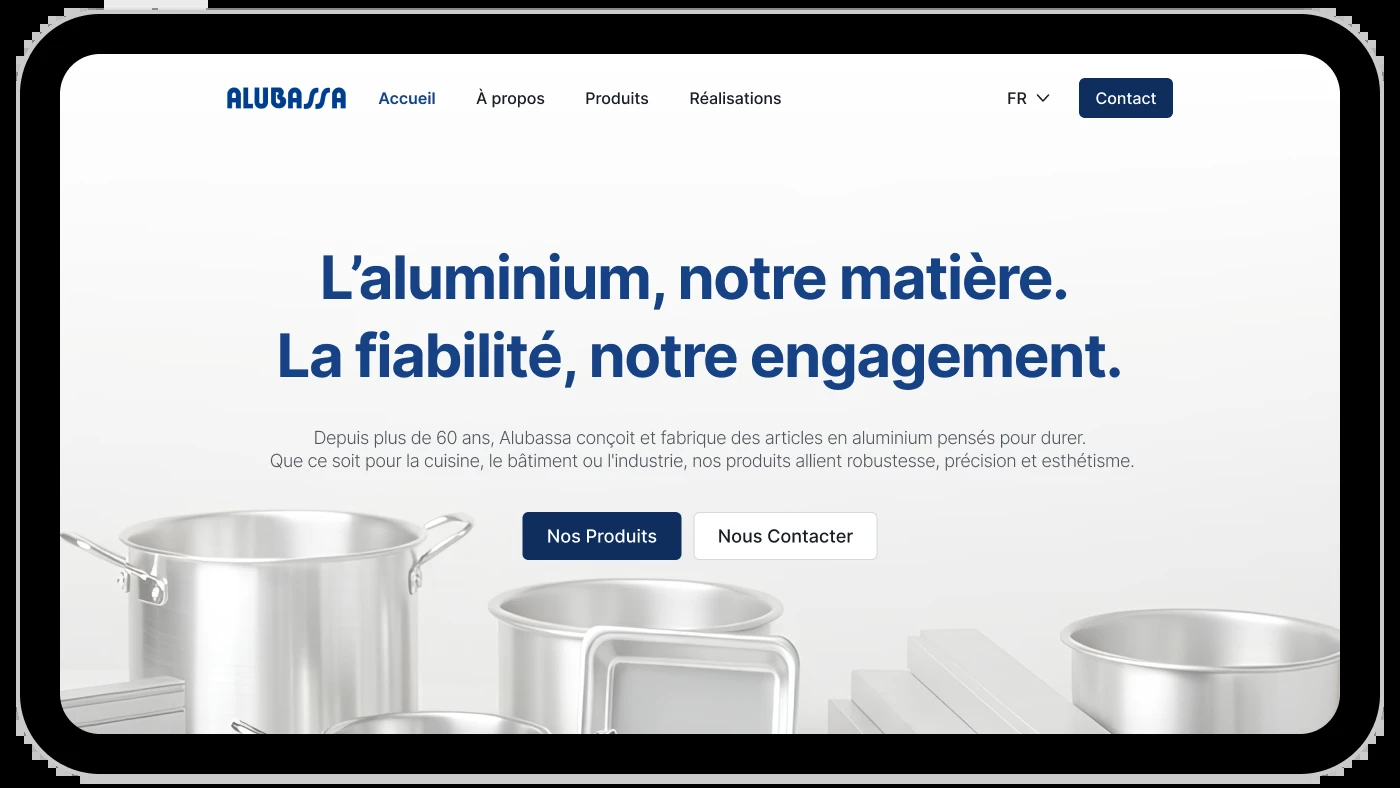 ALUBASSA
Accueil
À propos
Produits
Réalisations
FR
Contact
L’aluminium, notre matière.
La fiabilité, notre engagement.
Depuis plus de 60 ans, Alubassa conçoit et fabrique des articles en aluminium pensés pour durer.
Que ce soit pour la cuisine, le bâtiment ou l'industrie, nos produits allient robustesse, précision et esthétisme.
Nos Produits
Nous Contacter